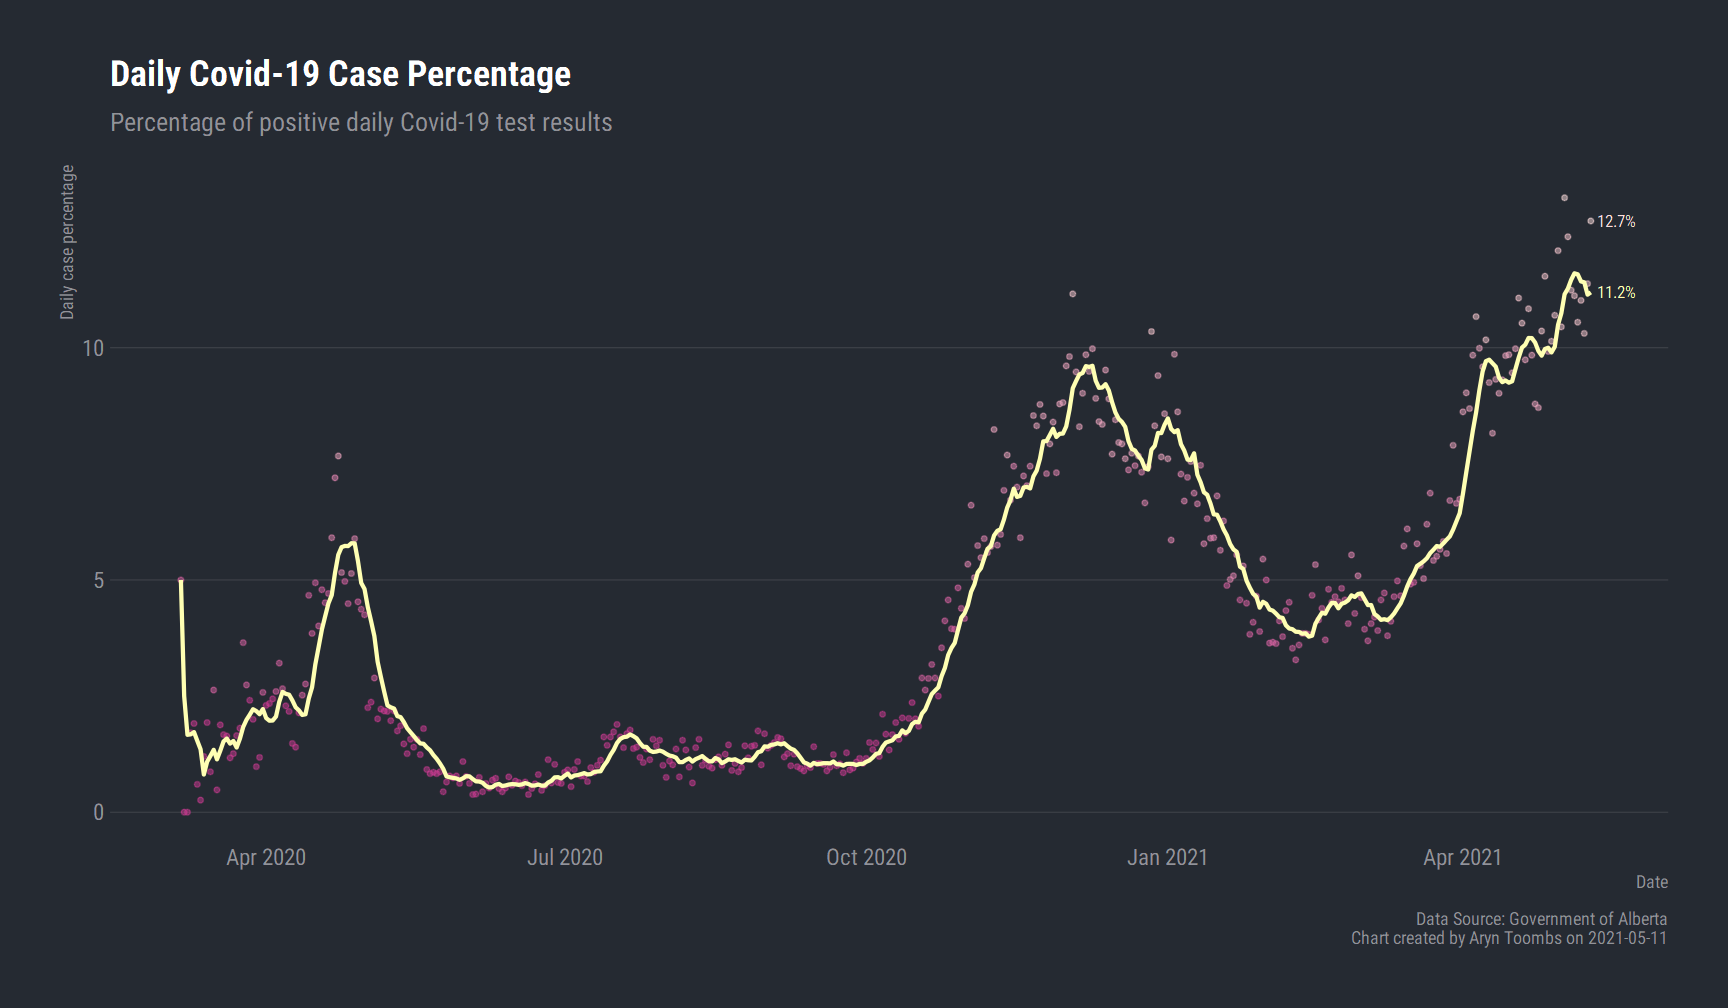 Daily Covid-19 Case Percentage
Percentage of positive daily Covid-19 test results
Daily case percentage
12.7%
11.2%
10
5
0
Apr 2020
Jul 2020
Oct 2020
Jan 2021
Apr 2021
Date
Data Source: Government of Alberta
Chart created by Aryn Toombs on 2021-05-11